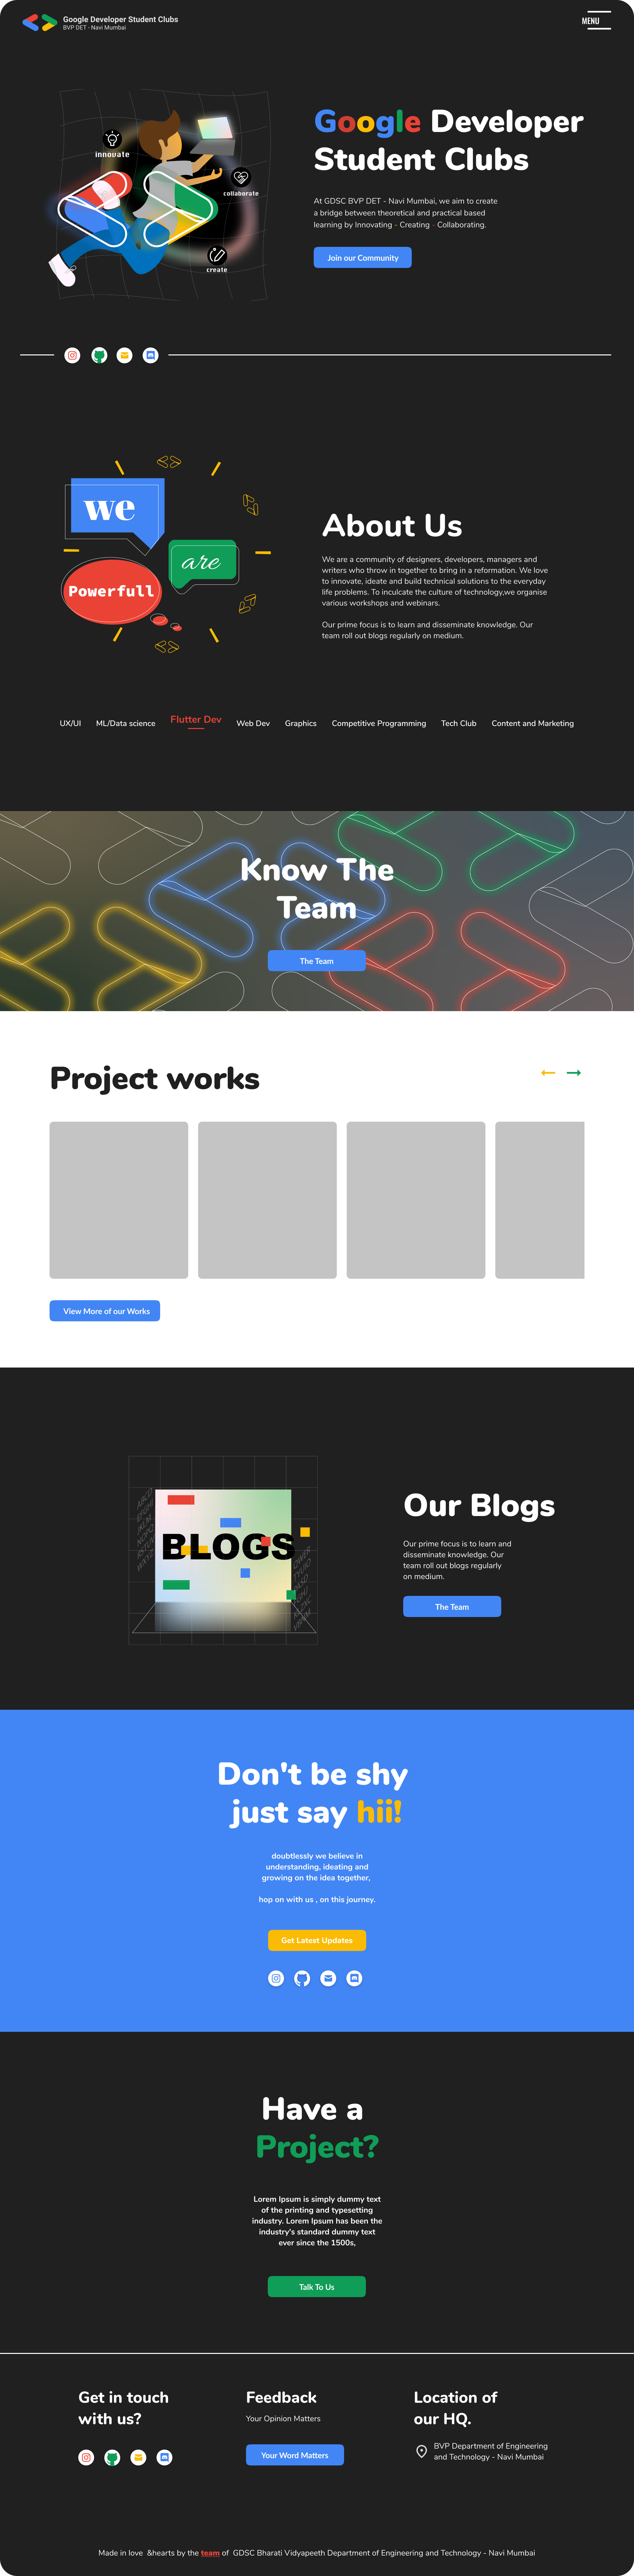 Google Developer Student Clubs
BVP DET - Navi Mumbai
MENU
innovate
collaborate
create
Google Developer
Student Clubs
At GDSC BVP DET - Navi Mumbai, we aim to create
a bridge between theoretical and practical based
learning by Innovating - Creating - Collaborating.
Join our Community
we
are
Powerfull
About Us
We are a community of designers, developers, managers and
writers who throw in together to bring in a reformation. We love
to innovate, ideate and build technical solutions to the everyday
life problems. To inculcate the culture of technology,we organise
various workshops and webinars.
Our prime focus is to learn and disseminate knowledge. Our
team roll out blogs regularly on medium.
UX/UI ML/Data science Flutter Dev Web Dev Graphics Competitive Programming Tech Club Content and Marketing
Know The
Team
The Team
Project works
View More of our Works
BLOGS
Our Blogs
Our prime focus is to learn and
disseminate knowledge. Our
team roll out blogs regularly
on medium.
The Team
Don't be shy
just say hii!
doubtlessly we believe in
understanding, ideating and
growing on the idea together,
hop on with us , on this journey.
Get Latest Updates
Have a
Project?
Lorem Ipsum is simply dummy text
of the printing and typesetting
industry. Lorem Ipsum has been the
industry's standard dummy text
ever since the 1500s,
Talk To Us
Get in touch
with us?
Feedback
Your Opinion Matters
Your Word Matters
Location of
our HQ.
BVP Department of Engineering
and Technology - Navi Mumbai
Made in love &hearts by the team of GDSC Bharati Vidyapeeth Department of Engineering and Technology - Navi Mumbai